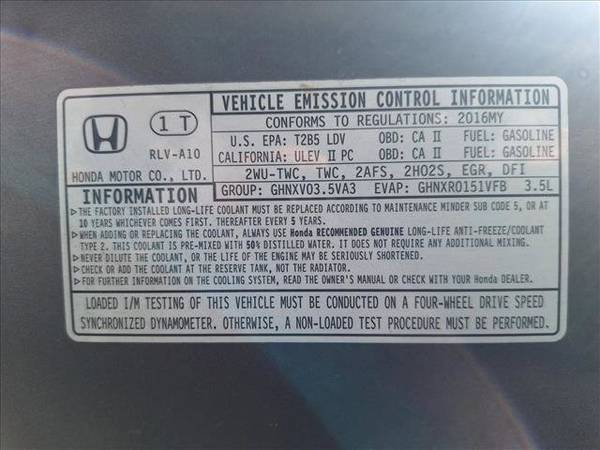 VEHICLE EMISSION CONTROL INFORMATION
1 T
CONFORMS TO REGULATIONS: 2016MY
RLV-A10
U.S. EPA: T2B5 LDV OBD: CA II FUEL: GASOLINE
CALIFORNIA: ULEV II PC OBD: CA II FUEL: GASOLINE
HONDA MOTOR CO., LTD.
2WU-TWC, TWC, 2AFS, 2HO2S, EGR, DFI
INFORMATION
GROUP: GHNXV03.5VA3 EVAP: GHNXR0151VFB 3.5L
▷THE FACTORY INSTALLED LONG-LIFE COOLANT MUST BE REPLACED ACCORDING TO MAINTENANCE MINDER SUB CODE 5, OR AT
10 YEARS WHICHEVER COMES FIRST. THEREAFTER EVERY 5 YEARS.
▷WHEN ADDING OR REPLACING COOLANT, ALWAYS USE Honda RECOMMENDED GENUINE LONG-LIFE ANTI-FREEZE/COOLANT
TYPE 2. THIS COOLANT IS PRE-MIXED WITH 50% DISTILLED WATER. IT DOES NOT REQUIRE ANY ADDITIONAL MIXING.
▷NEVER DILUTE THE COOLANT, OR THE LIFE OF THE ENGINE MAY BE SERIOUSLY SHORTENED.
▷CHECK OR ADD THE COOLANT AT THE RESERVE TANK, NOT THE RADIATOR.
▷FOR FURTHER INFORMATION ON THE COOLING SYSTEM, READ THE OWNER'S MANUAL OR CHECK WITH YOUR Honda DEALER.
LOADED I/M TESTING OF THIS VEHICLE MUST BE CONDUCTED ON A FOUR-WHEEL DRIVE SPEED
SYNCHRONIZED DYNAMOMETER. OTHERWISE, A NON-LOADED TEST PROCEDURE MUST BE PERFORMED.